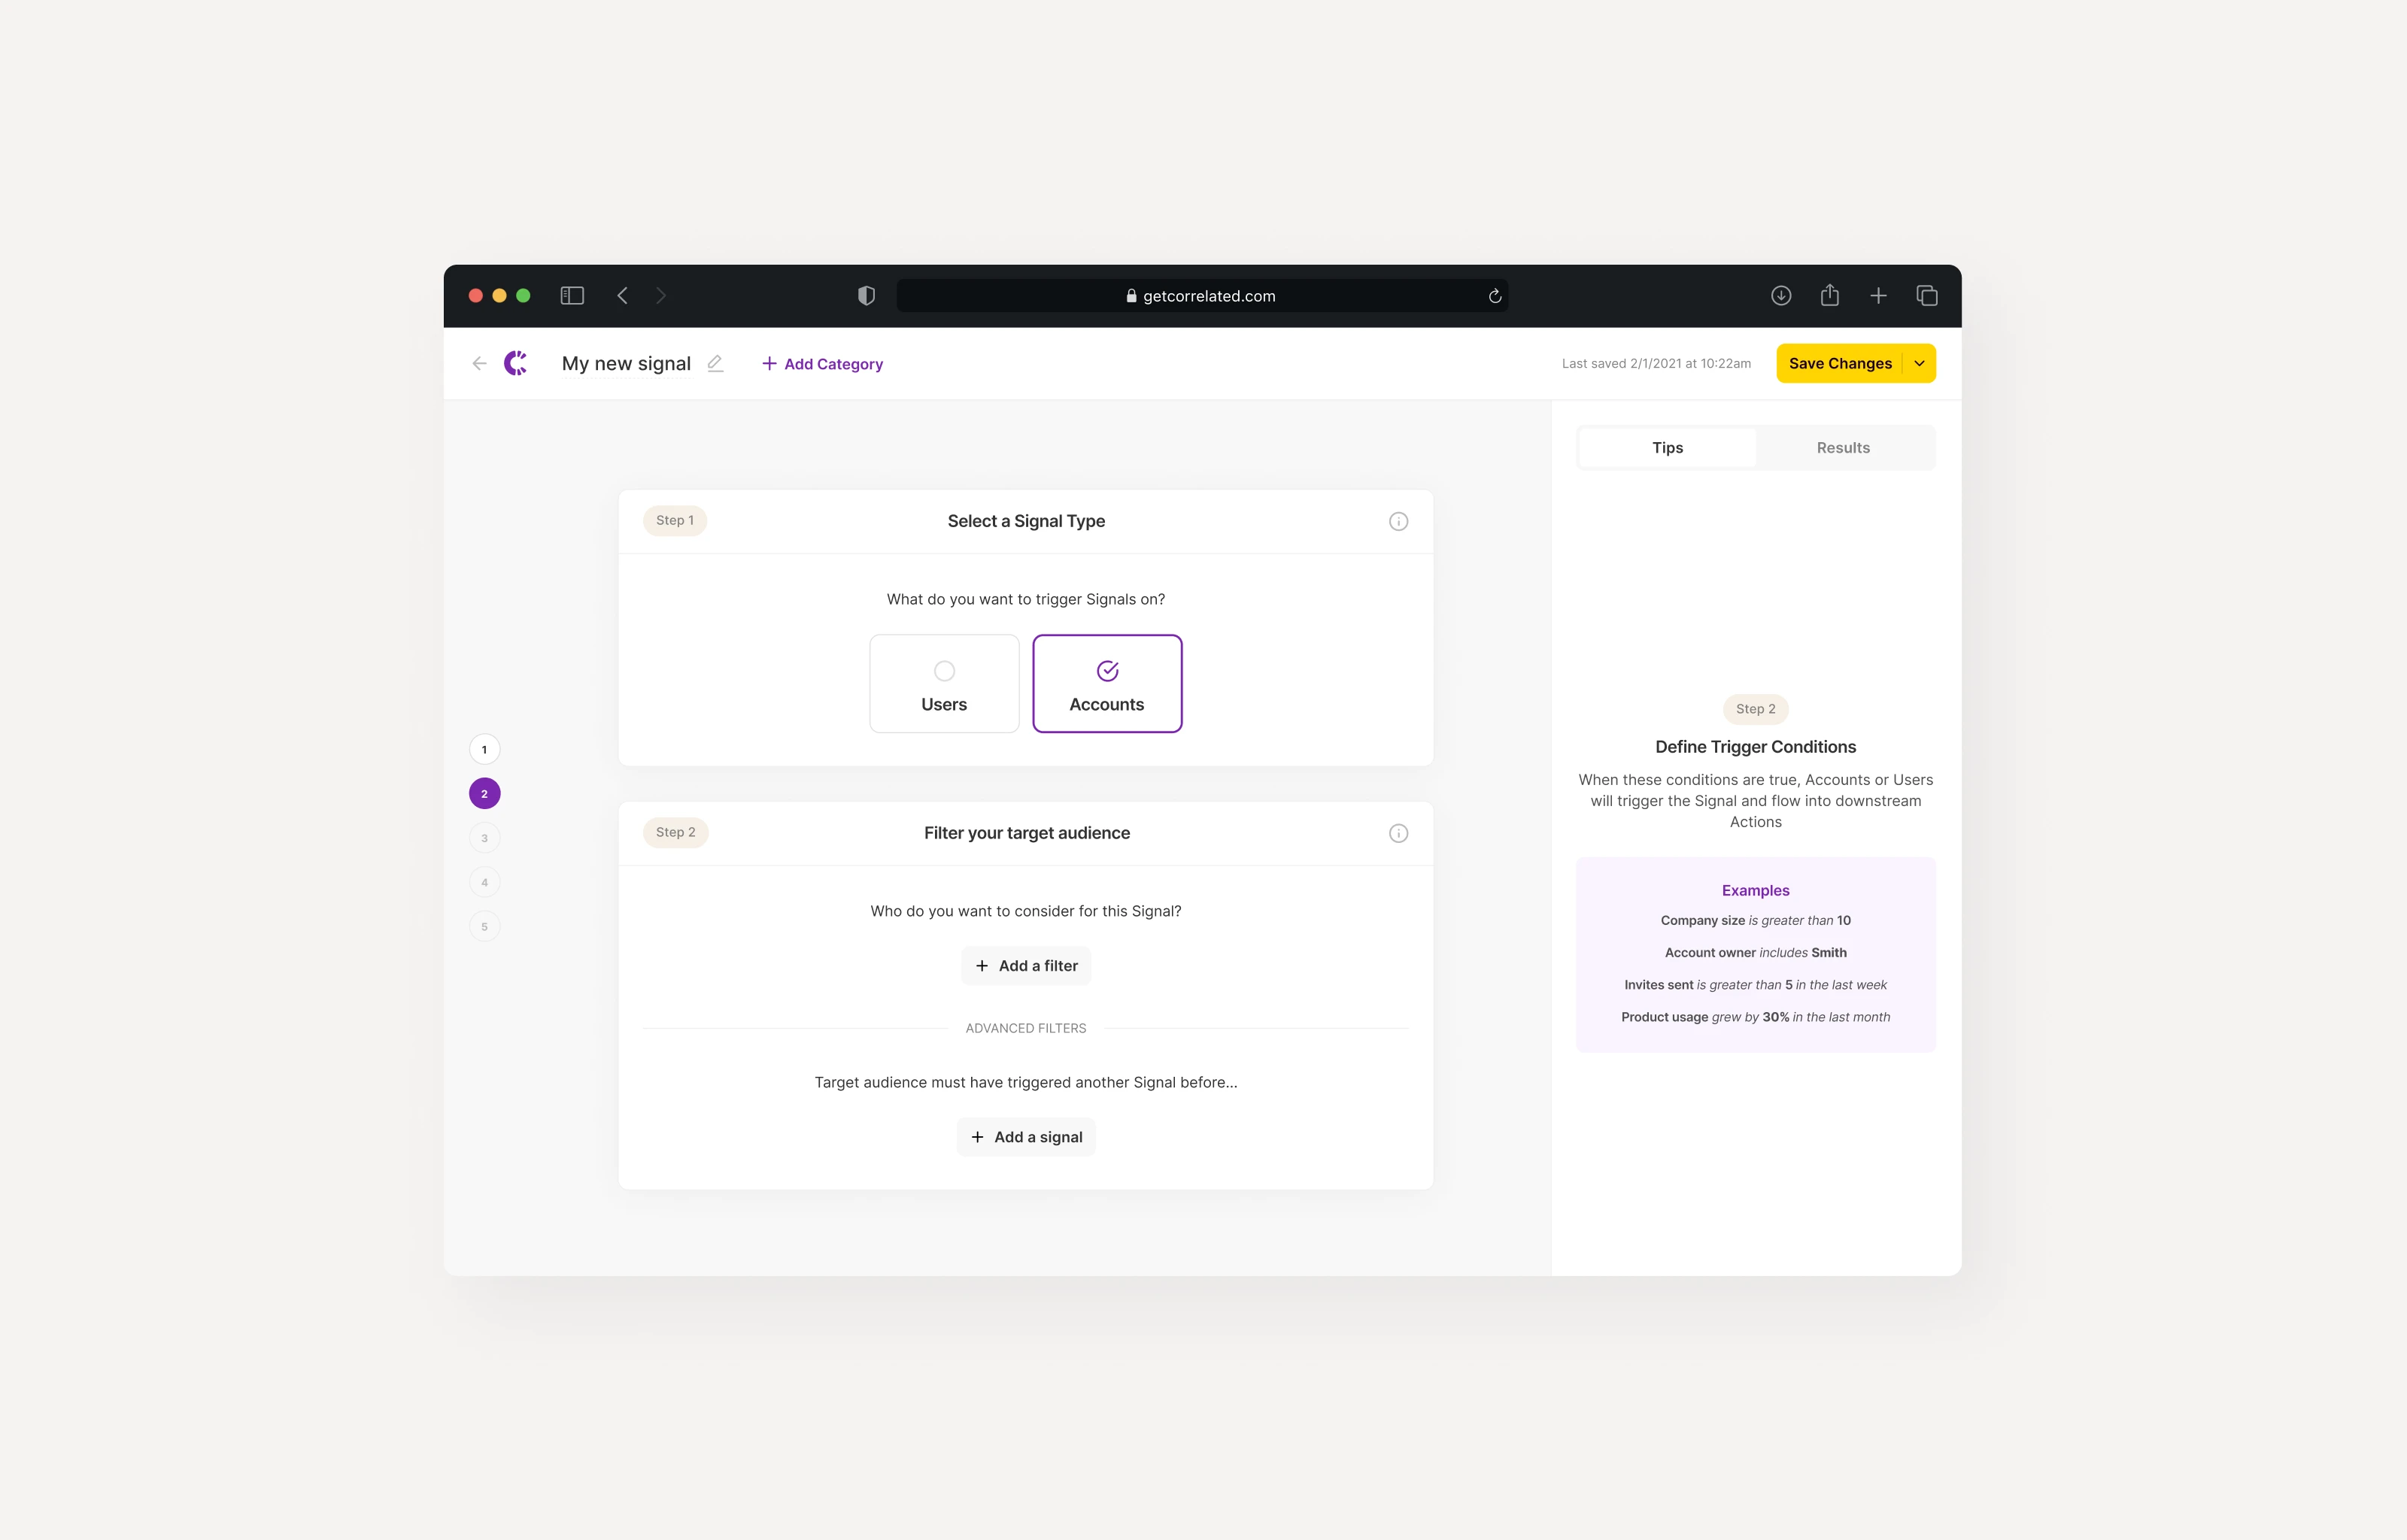 getcorrelated.com
My new signal
Add Category
Last saved 2/1/2021 at 10:22am
Save Changes
Tips
Results
Step 1
Select a Signal Type
What do you want to trigger Signals on?
Users
Accounts
1
2
3
4
5
Step 2
Filter your target audience
Who do you want to consider for this Signal?
Add a filter
ADVANCED FILTERS
Target audience must have triggered another Signal before...
Add a signal
Step 2
Define Trigger Conditions
When these conditions are true, Accounts or Users
will trigger the Signal and flow into downstream
Actions
Examples
Company size is greater than 10
Account owner includes Smith
Invites sent is greater than 5 in the last week
Product usage grew by 30% in the last month